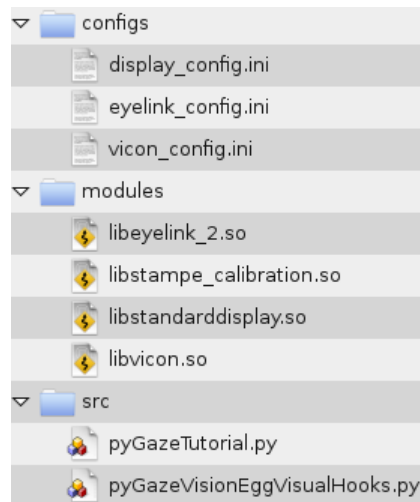 configs
display_config.ini
eyelink_config.ini
vicon_config.ini
modules
libeyelink_2.so
libstampe_calibration.so
libstandarddisplay.so
libvicon.so
src
pyGazeTutorial.py
pyGazeVisionEggVisualHooks.py